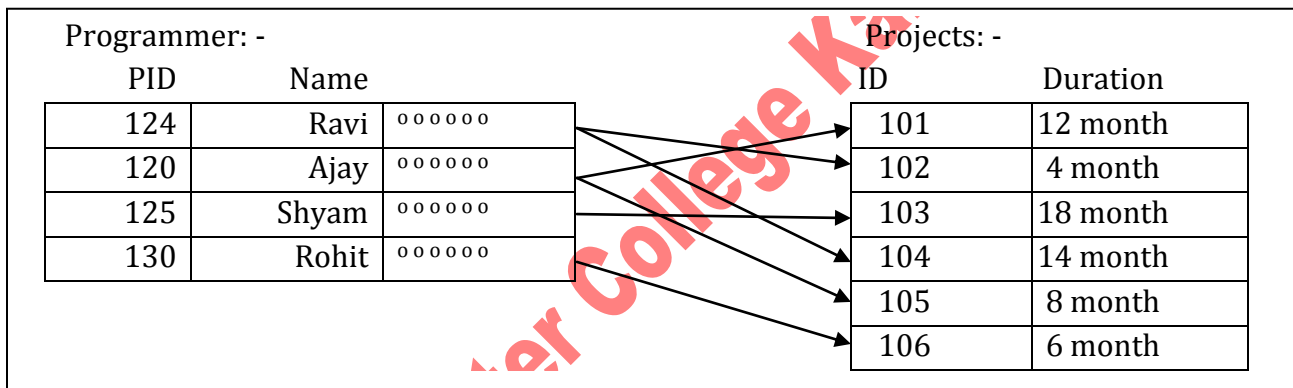 Programmer: - Projects: -
PID Name ID Duration
124 Ravi oooooo 101 12 month
120 Ajay oooooo 102 4 month
125 Shyam oooooo 103 18 month
130 Rohit oooooo 104 14 month
105 8 month
106 6 month
College